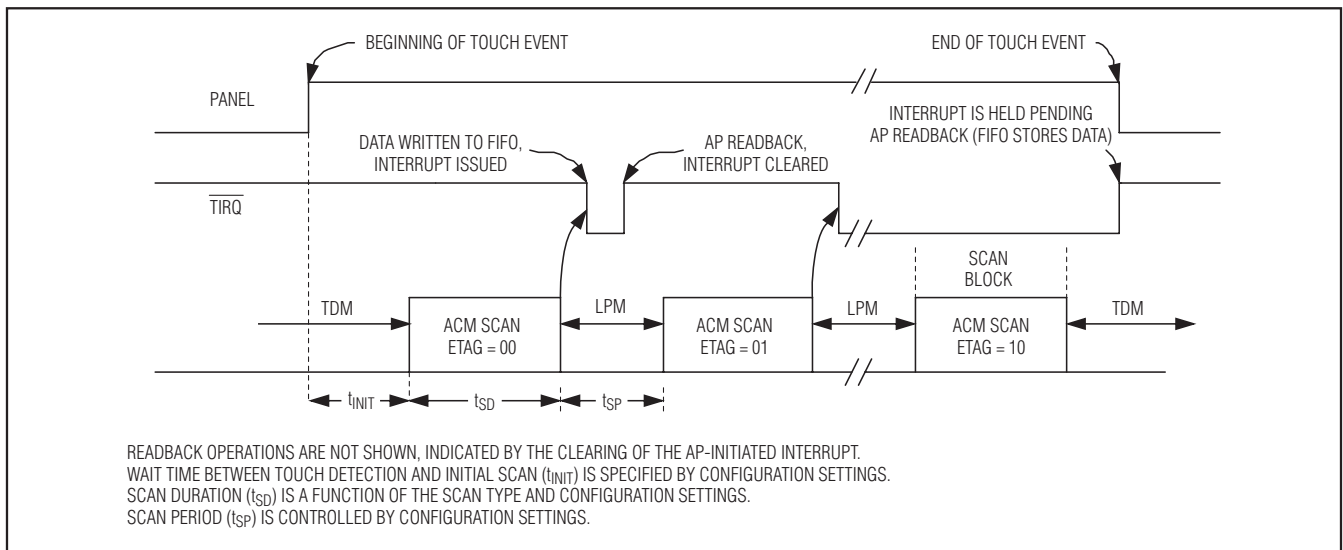 BEGINNING OF TOUCH EVENT
END OF TOUCH EVENT
PANEL
INTERRUPT IS HELD PENDING
AP READBACK (FIFO STORES DATA)
DATA WRITTEN TO FIFO,
INTERRUPT ISSUED
AP READBACK,
INTERRUPT CLEARED
TIRQ
SCAN
BLOCK
TDM
ACM SCAN
ETAG = 00
LPM
ACM SCAN
ETAG = 01
LPM
ACM SCAN
ETAG = 10
TDM
tINIT
tSD
tSP
READBACK OPERATIONS ARE NOT SHOWN, INDICATED BY THE CLEARING OF THE AP-INITIATED INTERRUPT.
WAIT TIME BETWEEN TOUCH DETECTION AND INITIAL SCAN (tINIT) IS SPECIFIED BY CONFIGURATION SETTINGS.
SCAN DURATION (tSD) IS A FUNCTION OF THE SCAN TYPE AND CONFIGURATION SETTINGS.
SCAN PERIOD (tSP) IS CONTROLLED BY CONFIGURATION SETTINGS.